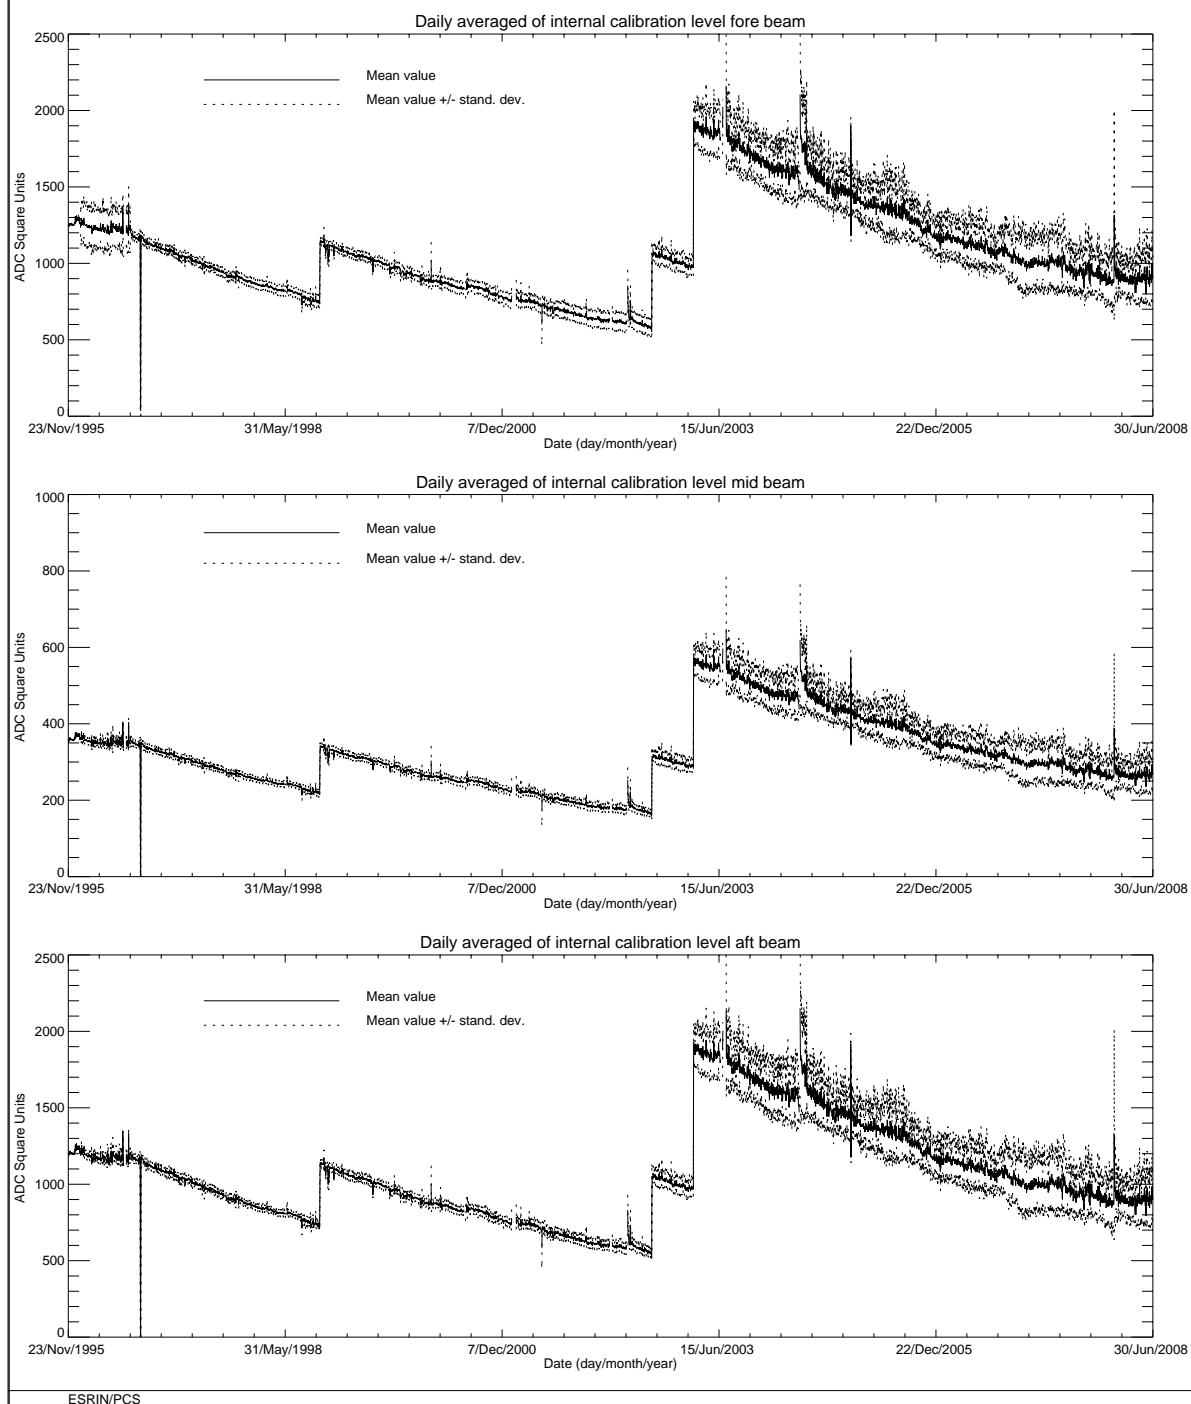 Daily averaged of internal calibration level fore beam
2500
2000
1500
1000
500
0
ADC Square Units
Mean value
Mean value +/- stand. dev.
23/Nov/1995 31/May/1998 7/Dec/2000 15/Jun/2003 22/Dec/2005 30/Jun/2008
Date (day/month/year)
Daily averaged of internal calibration level mid beam
1000
800
600
400
200
0
ADC Square Units
Mean value
Mean value +/- stand. dev.
23/Nov/1995 31/May/1998 7/Dec/2000 15/Jun/2003 22/Dec/2005 30/Jun/2008
Date (day/month/year)
Daily averaged of internal calibration level aft beam
2500
2000
1500
1000
500
0
ADC Square Units
Mean value
Mean value +/- stand. dev.
23/Nov/1995 31/May/1998 7/Dec/2000 15/Jun/2003 22/Dec/2005 30/Jun/2008
Date (day/month/year)
ESRIN/PCS